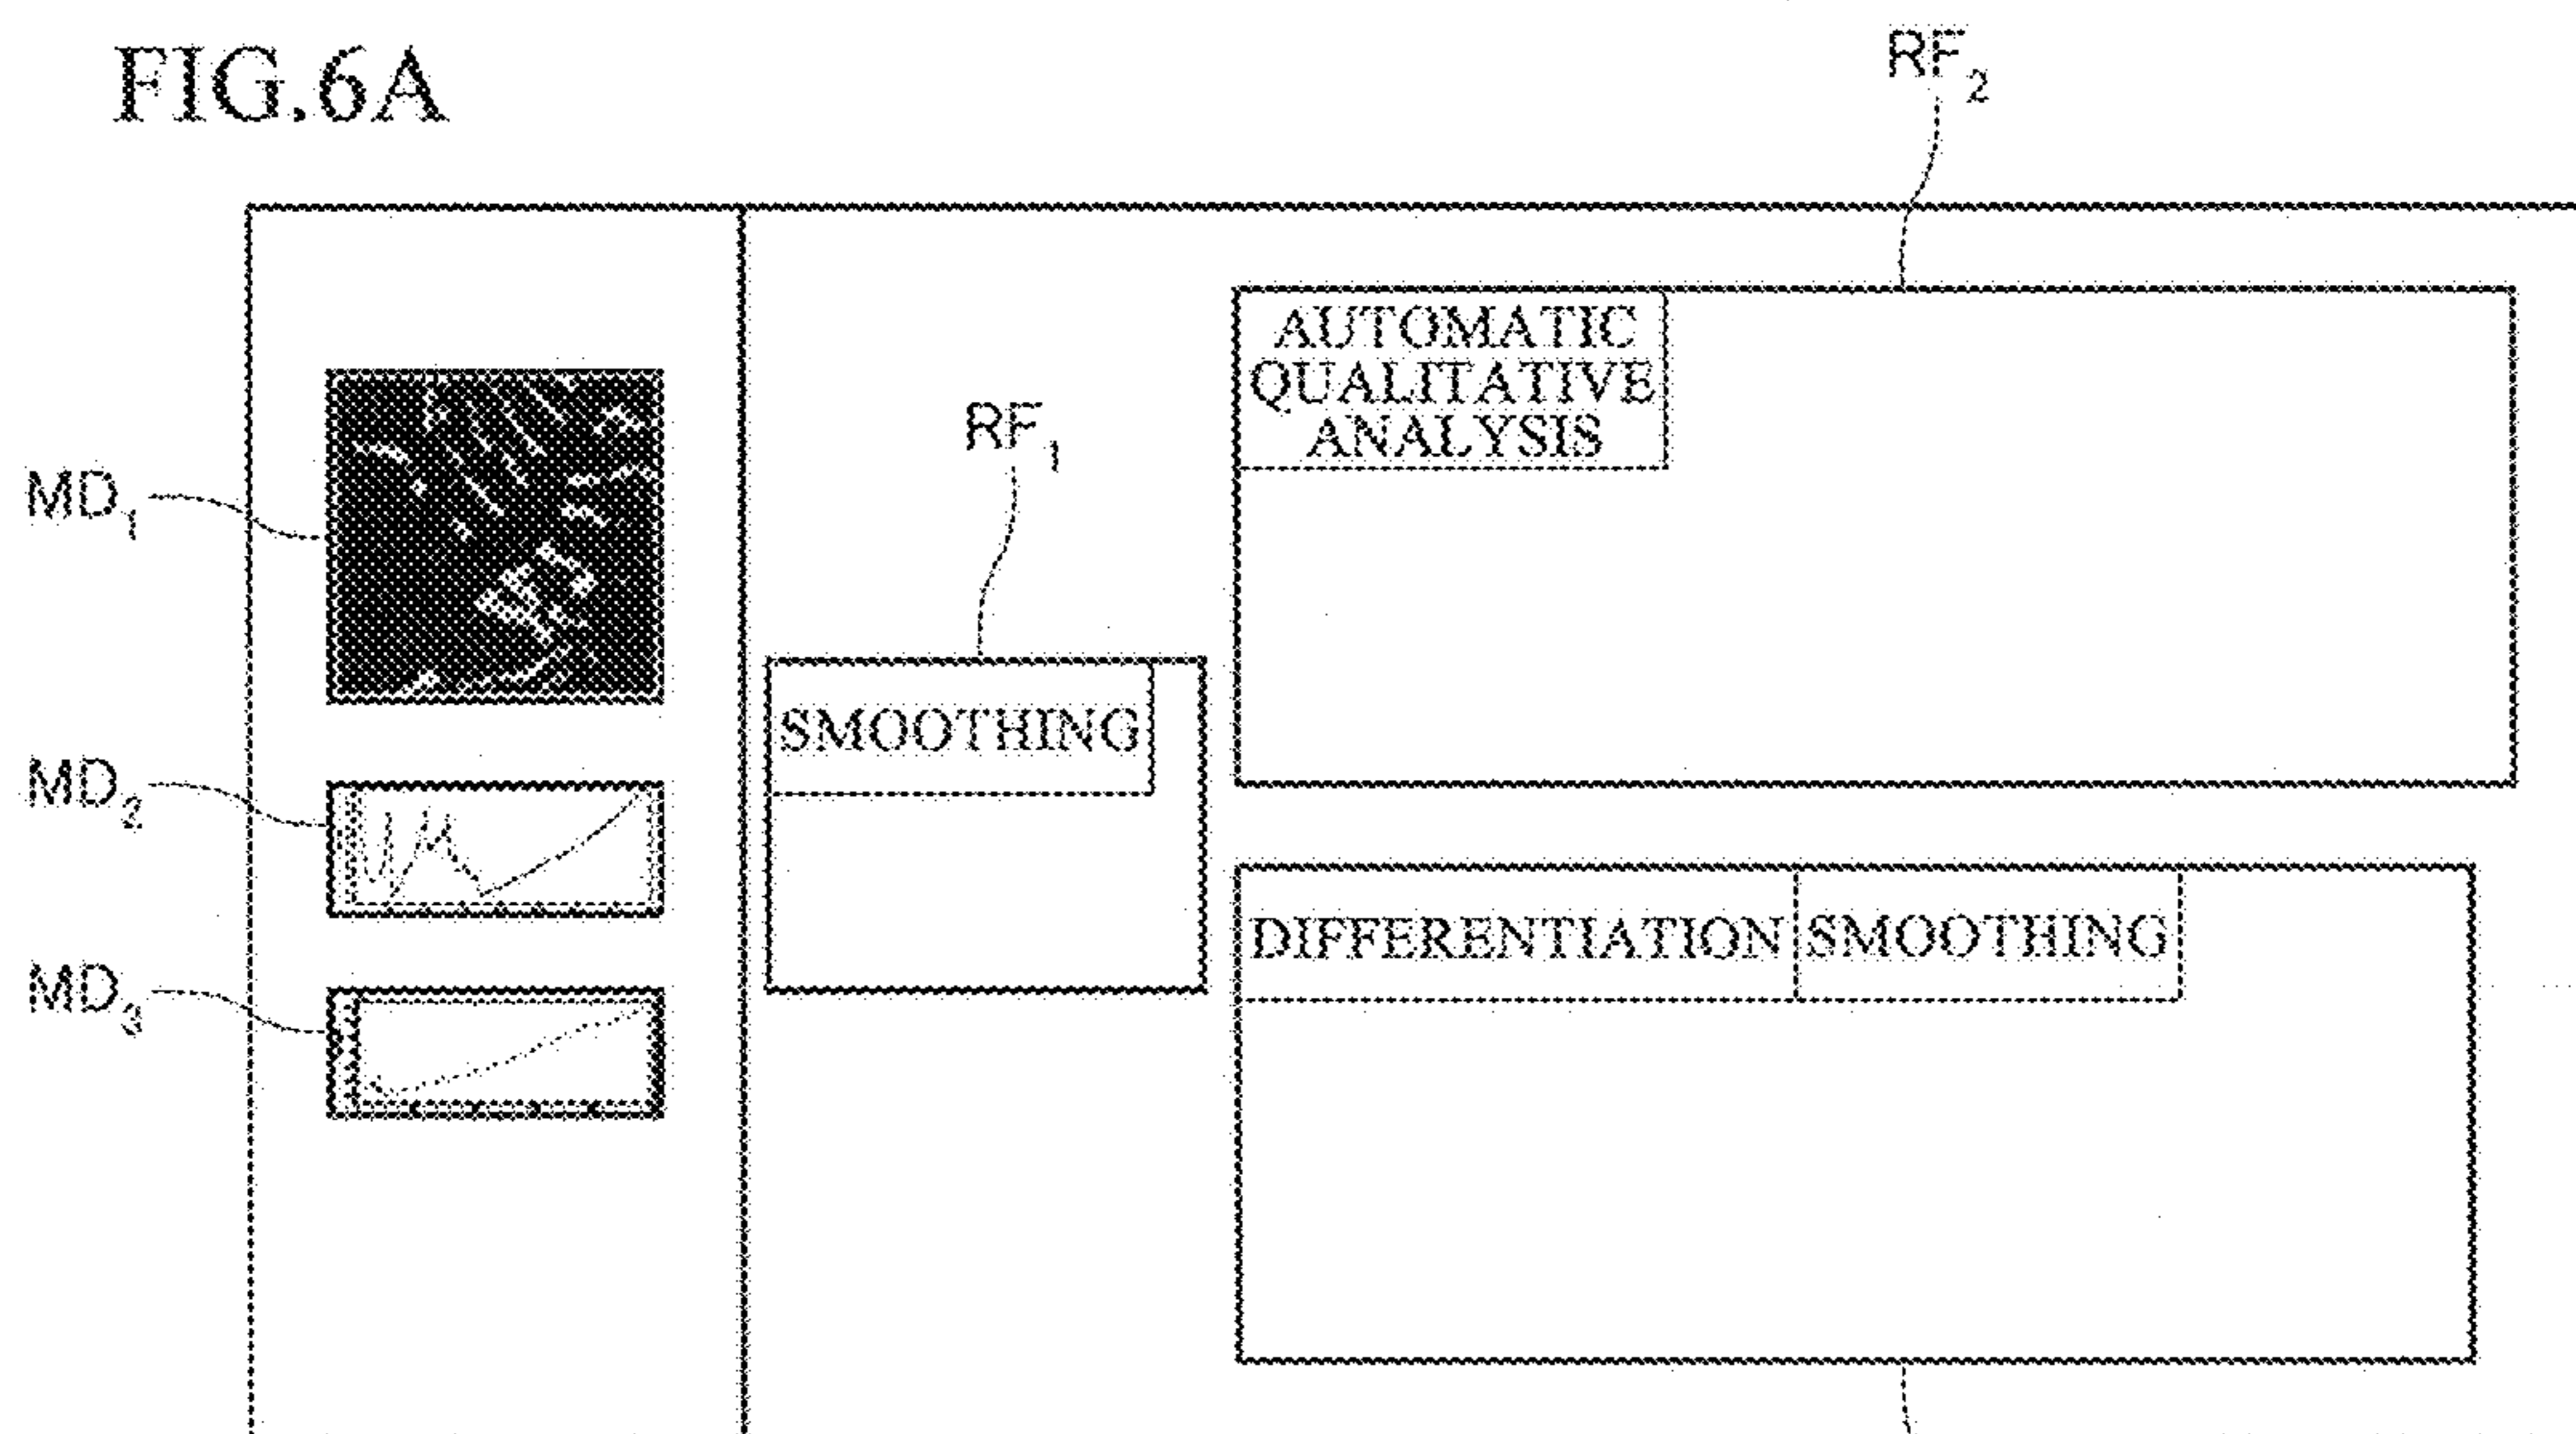 FIG.6A
RF₂
AUTOMATIC
QUALITATIVE
ANALYSIS
RF₁
MD₁
SMOOTHING
MD₂
DIFFERENTIATION SMOOTHING
MD₃